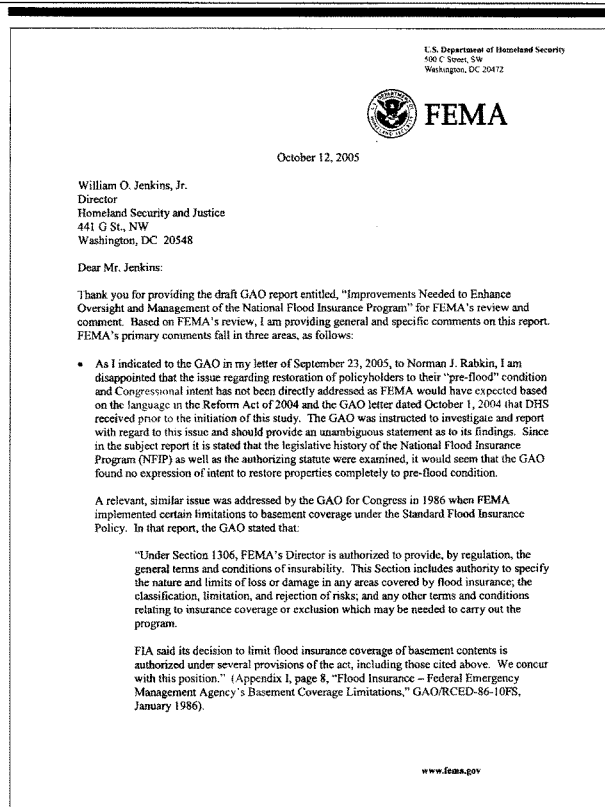 U.S. Department of Homeland Security
500 C Street, SW
Washington, DC 20472
FEMA
October 12, 2005
William O. Jenkins, Jr.
Director
Homeland Security and Justice
441 G St., NW
Washington, DC 20548
Dear Mr. Jenkins:
Thank you for providing the draft GAO report entitled, "Improvements Needed to Enhance
Oversight and Management of the National Flood Insurance Program" for FEMA's review and
comment. Based on FEMA's review, I am providing general and specific comments on this report.
FEMA's primary comments fall in three areas, as follows:
• As I indicated to the GAO in my letter of September 23, 2005, to Norman J. Rabkin, I am
disappointed that the issue regarding restoration of policyholders to their "pre-flood" condition
and Congressional intent has not been directly addressed as FEMA would have expected based
on the language in the Reform Act of 2004 and the GAO letter dated October 1, 2004 that DHS
received prior to the initiation of this study. The GAO was instructed to investigate and report
with regard to this issue and should provide an unambiguous statement as to its findings. Since
in the subject report it is stated that the legislative history of the National Flood Insurance
Program (NFIP) as well as the authorizing statute were examined, it would seem that the GAO
found no expression of intent to restore properties completely to pre-flood condition.
A relevant, similar issue was addressed by the GAO for Congress in 1986 when FEMA
implemented certain limitations to basement coverage under the Standard Flood Insurance
Policy. In that report, the GAO stated that:
"Under Section 1306, FEMA's Director is authorized to provide, by regulation, the
general terms and conditions of insurability. This Section includes authority to specify
the nature and limits of loss or damage in any areas covered by flood insurance; the
classification, limitation, and rejection of risks; and any other terms and conditions
relating to insurance coverage or exclusion which may be needed to carry out the
program.
FIA said its decision to limit flood insurance coverage of basement contents is
authorized under several provisions of the act, including those cited above. We concur
with this position." (Appendix I, page 8, "Flood Insurance – Federal Emergency
Management Agency's Basement Coverage Limitations," GAO/RCED-86-10FS,
January 1986).
www.fema.gov